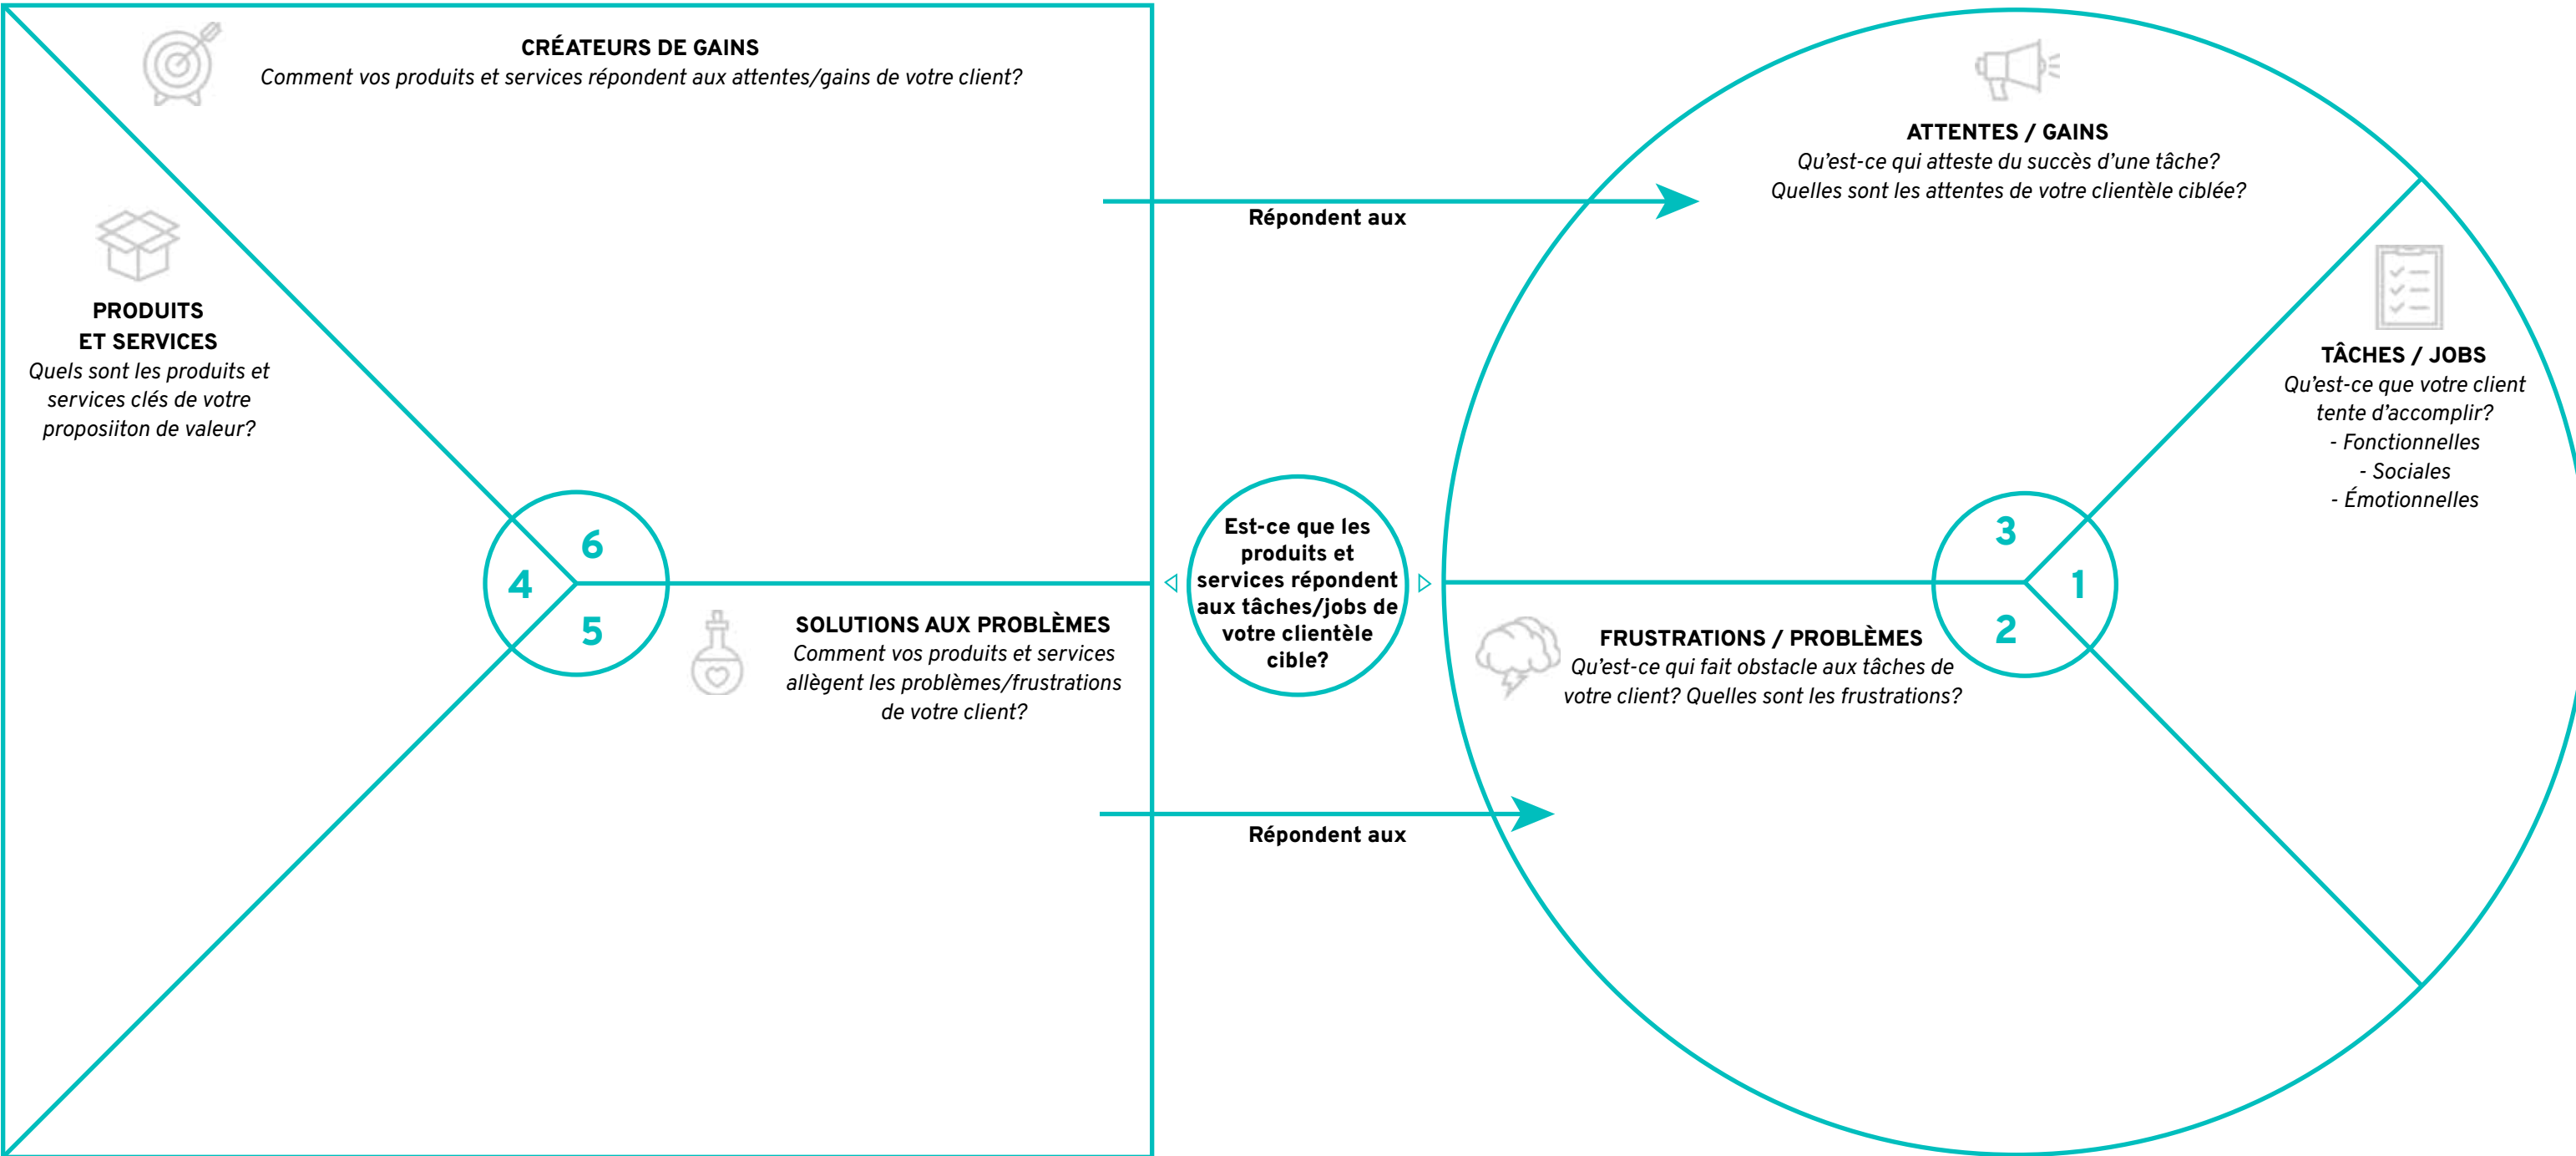 CRÉATEURS DE GAINS
Comment vos produits et services répondent aux attentes/gains de votre client?
PRODUITS
ET SERVICES
Quels sont les produits et
services clés de votre
proposiiton de valeur?
6
4
5
SOLUTIONS AUX PROBLÈMES
Comment vos produits et services
allègent les problèmes/frustrations
de votre client?
Répondent aux
Est-ce que les
produits et
services répondent
aux tâches/jobs de
votre clientèle
cible?
Répondent aux
ATTENTES / GAINS
Qu’est-ce qui atteste du succès d’une tâche?
Quelles sont les attentes de votre clientèle ciblée?
TÂCHES / JOBS
Qu’est-ce que votre client
tente d’accomplir?
- Fonctionnelles
- Sociales
- Émotionnelles
3
1
2
FRUSTRATIONS / PROBLÈMES
Qu’est-ce qui fait obstacle aux tâches de
votre client? Quelles sont les frustrations?